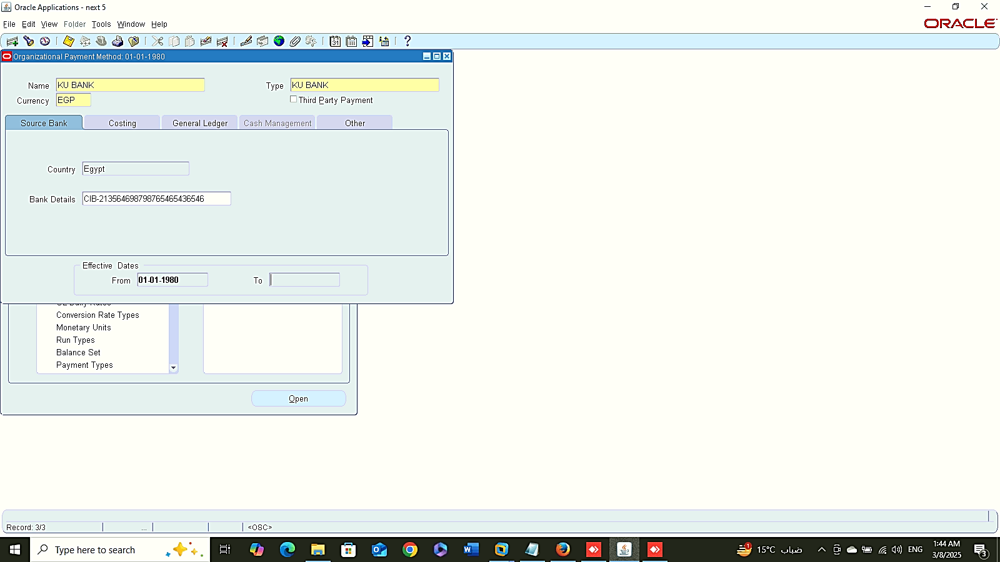 Oracle Applications - next 5
File Edit View Folder Tools Window Help
ORACLE
Organizational Payment Method: 01-01-1980
Name KU BANK Type KU BANK
Currency EGP Third Party Payment
Source Bank Costing General Ledger Cash Management Other
Country Egypt
Bank Details CIB-213564698798765465436546
Effective Dates
From 01-01-1980 To
Conversion Rate Types
Monetary Units
Run Types
Balance Set
Payment Types
Open
Record: 3/3 ... <OSC>
Type here to search 1 15°C ضباب ENG 1:44 AM
3/8/2025 3